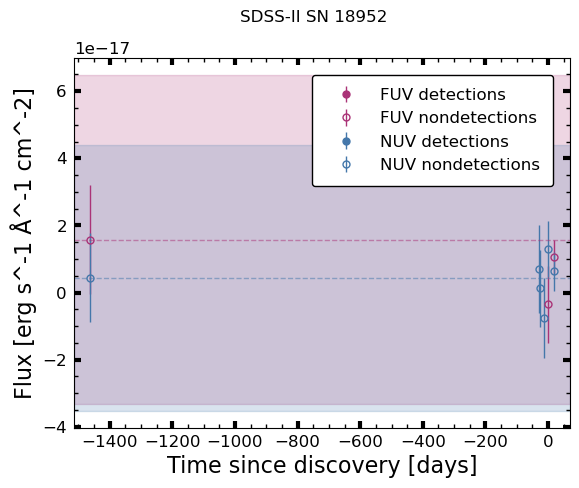 SDSS-II SN 18952
1e−17
FUV detections
FUV nondetections
NUV detections
NUV nondetections
6
4
2
0
−2
−4
Flux [erg s^-1 Å^-1 cm^-2]
−1400 −1200 −1000 −800 −600 −400 −200 0
Time since discovery [days]